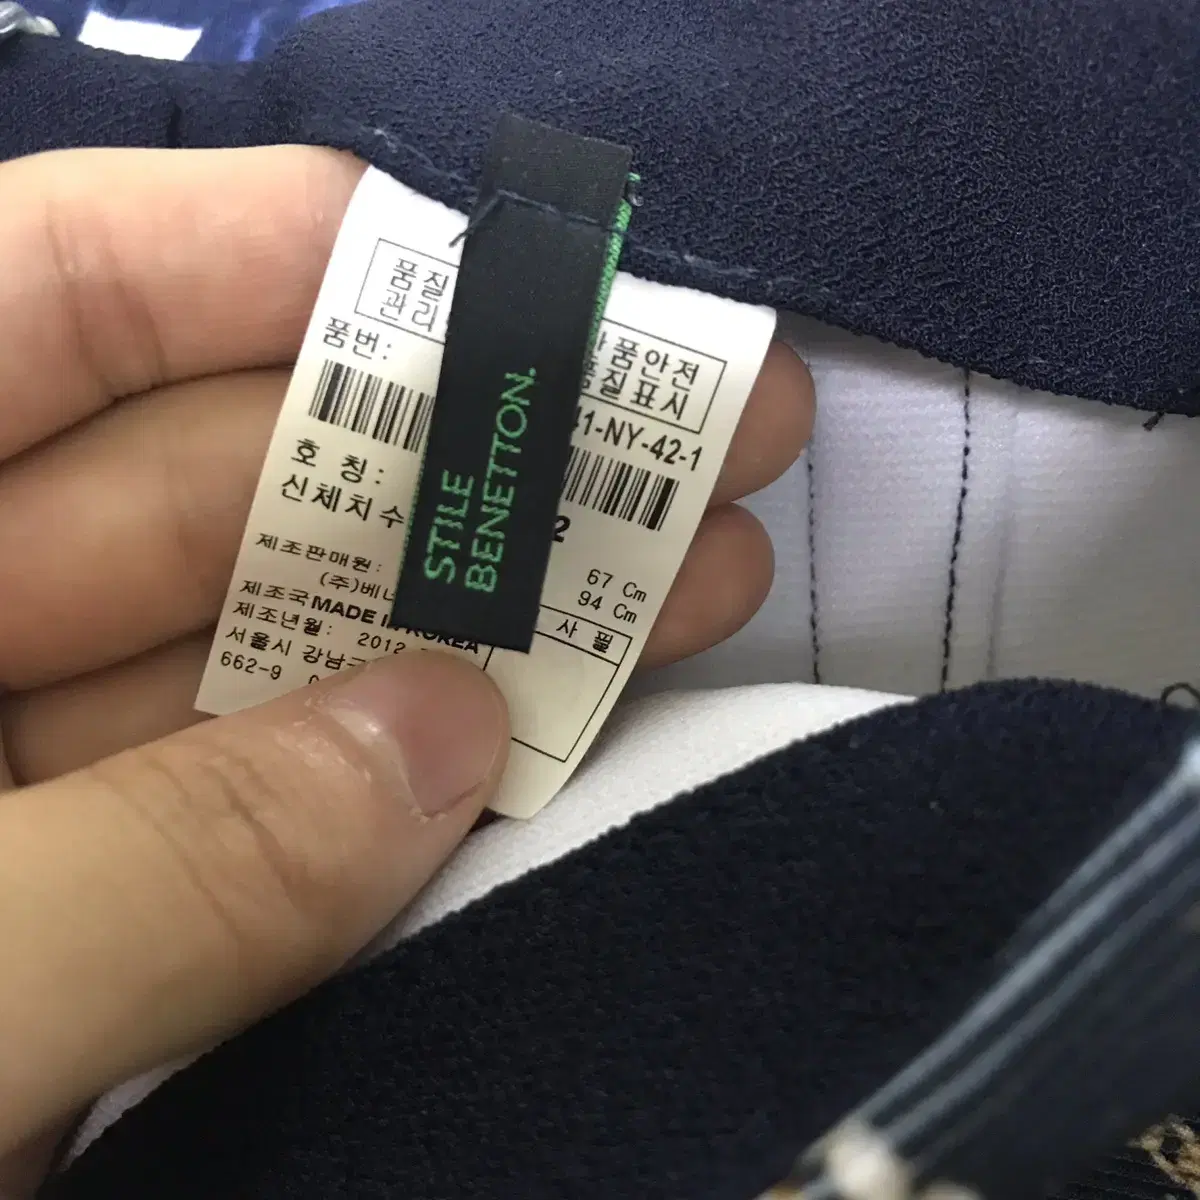 품질
관리
사품안전
품질표시
품번:
1-NY-42-1
호 칭:
2
신체치수
67 Cm
94 Cm
제조판매원:
(주)베
제조국 MADE IN KOREA
제조년월: 2012
서울시 강남
662-9
사 필
STILE
BENETTON.